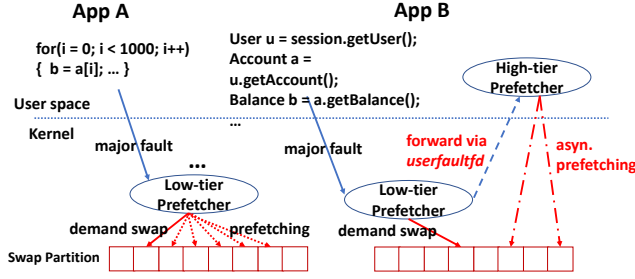 App A
App B
for(i = 0; i < 1000; i++)
{ b = a[i]; ... }
User u = session.getUser();
Account a =
u.getAccount();
Balance b = a.getBalance();
...
High-tier
Prefetcher
User space
Kernel
major fault
...
major fault
forward via
userfaultfd
asyn.
prefetching
Low-tier
Prefetcher
Low-tier
Prefetcher
demand swap
prefetching
demand swap
Swap Partition